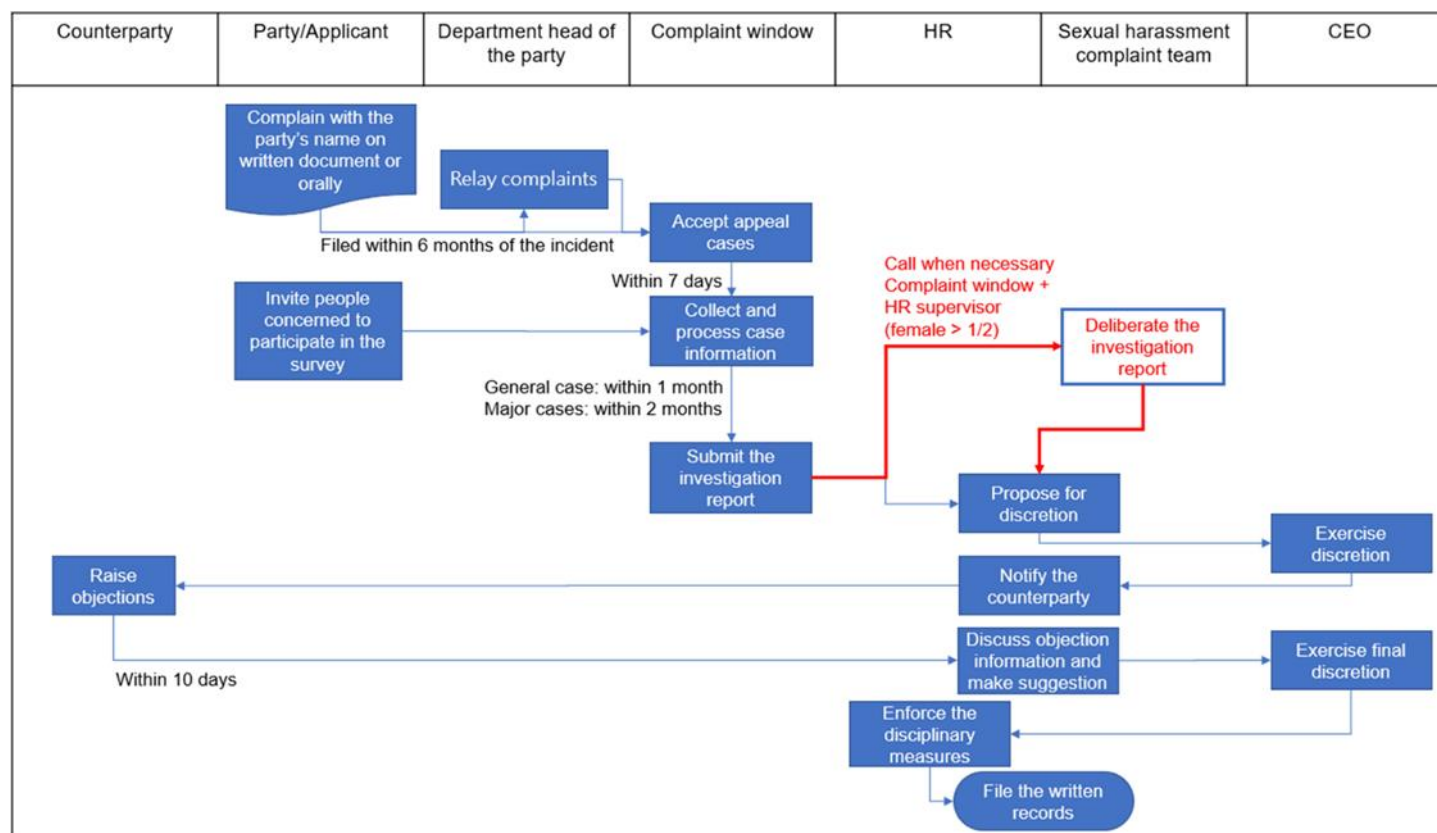 Counterparty
Party/Applicant
Department head of
the party
Complaint window
HR
Sexual harassment
complaint team
CEO
Complain with the
party's name on
written document or
orally
Relay complaints
Filed within 6 months of the incident
Accept appeal
cases
Within 7 days
Invite people
concerned to
participate in the
survey
Collect and
process case
information
Call when necessary
Complaint window +
HR supervisor
(female > 1/2)
Deliberate the
investigation
report
General case: within 1 month
Major cases: within 2 months
Submit the
investigation
report
Propose for
discretion
Exercise
discretion
Notify the
counterparty
Raise
objections
Within 10 days
Discuss objection
information and
make suggestion
Exercise final
discretion
Enforce the
disciplinary
measures
File the written
records